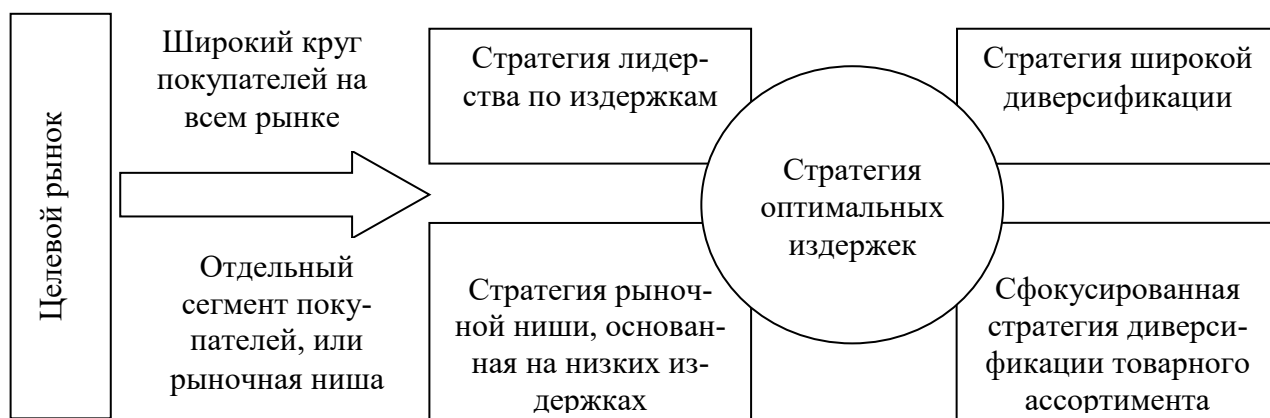 Целевой рынок
Широкий круг
покупателей на
всем рынке
Отдельный
сегмент поку-
пателей, или
рыночная ниша
Стратегия лидер-
ства по издержкам
Стратегия рыноч-
ной ниши, основан-
ная на низких из-
держках
Стратегия
оптимальных
издержек
Стратегия широкой
диверсификации
Сфокусированная
стратегия диверси-
фикации товарного
ассортимента